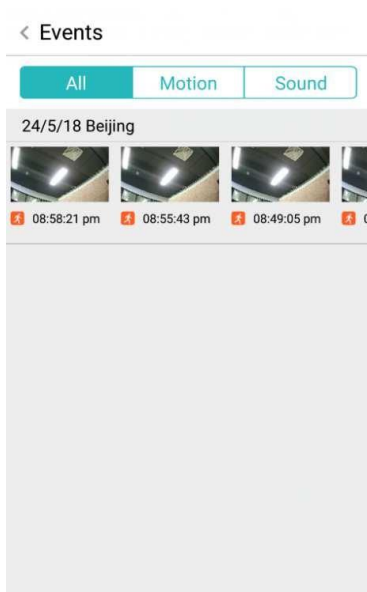 Events
All Motion Sound
24/5/18 Beijing
08:58:21 pm 08:55:43 pm 08:49:05 pm